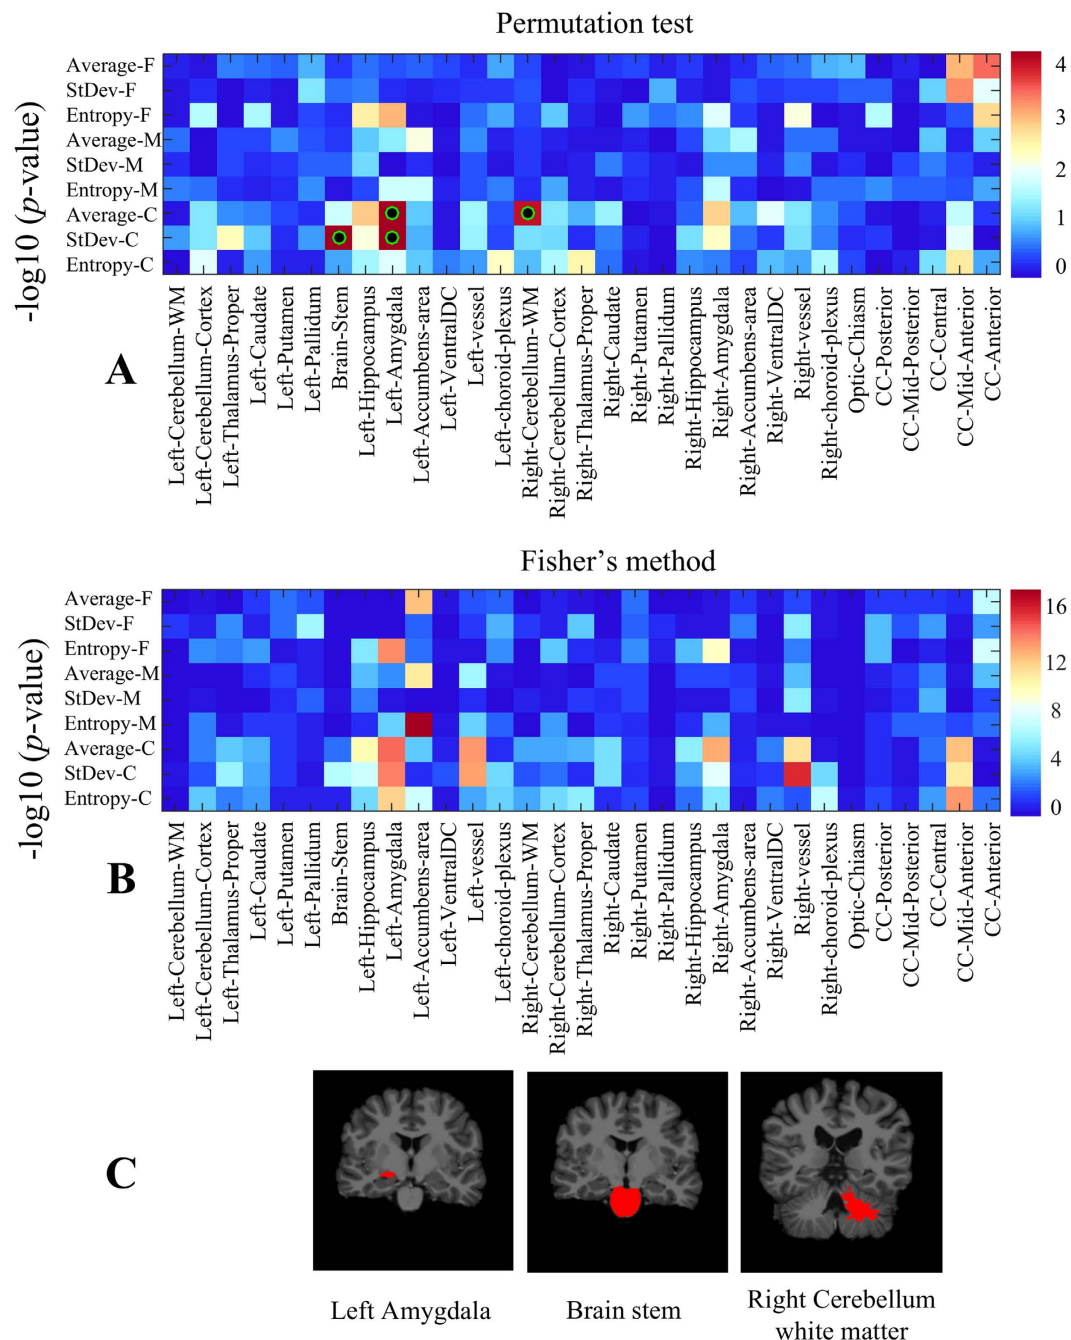 Permutation test
-log10 (p-value)
Average-F
StDev-F
Entropy-F
Average-M
StDev-M
Entropy-M
Average-C
StDev-C
Entropy-C
4
3
2
1
0
A
Left-Cerebellum-WM
Left-Cerebellum-Cortex
Left-Thalamus-Proper
Left-Caudate
Left-Putamen
Left-Pallidum
Brain-Stem
Left-Hippocampus
Left-Amygdala
Left-Accumbens-area
Left-VentralDC
Left-vessel
Left-choroid-plexus
Right-Cerebellum-WM
Right-Cerebellum-Cortex
Right-Thalamus-Proper
Right-Caudate
Right-Putamen
Right-Pallidum
Right-Hippocampus
Right-Amygdala
Right-Accumbens-area
Right-VentralDC
Right-vessel
Right-choroid-plexus
Optic-Chiasm
CC-Posterior
CC-Mid-Posterior
CC-Central
CC-Mid-Anterior
CC-Anterior
Fisher’s method
-log10 (p-value)
Average-F
StDev-F
Entropy-F
Average-M
StDev-M
Entropy-M
Average-C
StDev-C
Entropy-C
16
12
8
4
0
B
Left-Cerebellum-WM
Left-Cerebellum-Cortex
Left-Thalamus-Proper
Left-Caudate
Left-Putamen
Left-Pallidum
Brain-Stem
Left-Hippocampus
Left-Amygdala
Left-Accumbens-area
Left-VentralDC
Left-vessel
Left-choroid-plexus
Right-Cerebellum-WM
Right-Cerebellum-Cortex
Right-Thalamus-Proper
Right-Caudate
Right-Putamen
Right-Pallidum
Right-Hippocampus
Right-Amygdala
Right-Accumbens-area
Right-VentralDC
Right-vessel
Right-choroid-plexus
Optic-Chiasm
CC-Posterior
CC-Mid-Posterior
CC-Central
CC-Mid-Anterior
CC-Anterior
C
Left Amygdala
Brain stem
Right Cerebellum
white matter